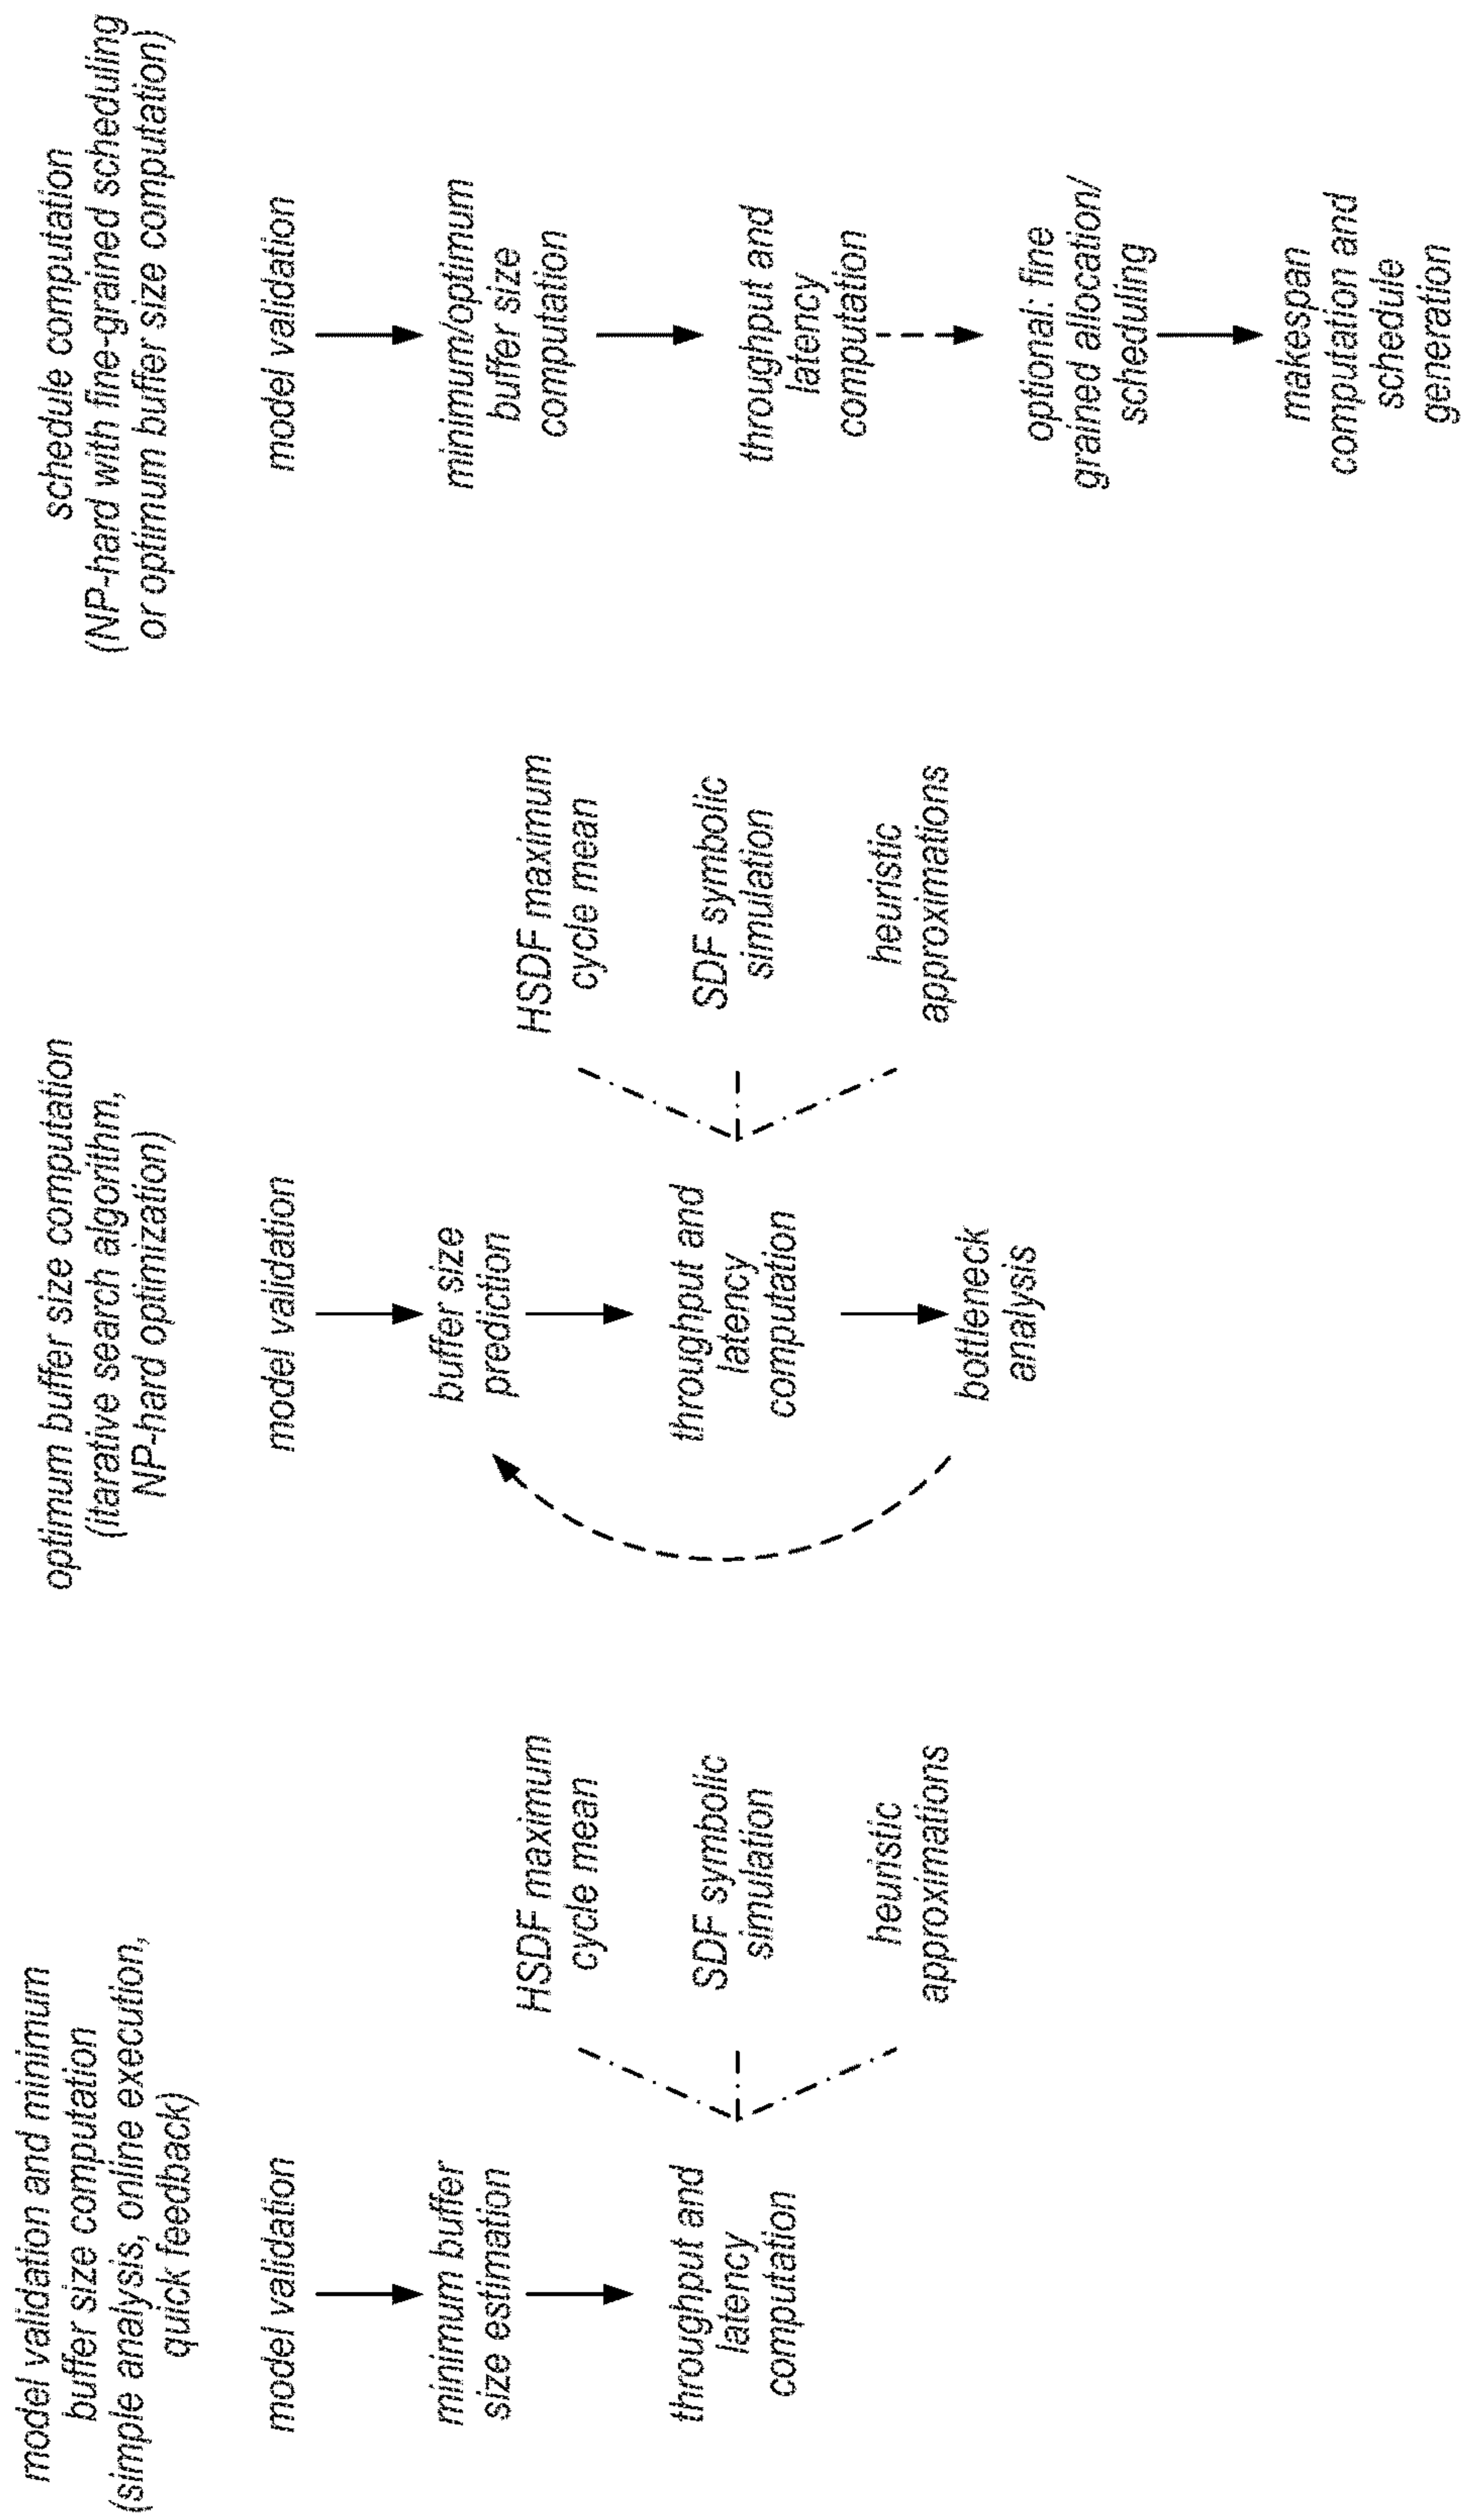 model validation and minimum
buffer size computation
(simple analysis, online execution,
quick feedback)
model validation
minimum buffer
size estimation
throughput and
latency
computation
HSDF maximum
cycle mean
SDF symbolic
simulation
heuristic
approximations
optimum buffer size computation
(itarative search algorithm,
NP-hard optimization)
model validation
buffer size
prediction
throughput and
latency
computation
bottleneck
analysis
HSDF maximum
cycle mean
SDF symbolic
simulation
heuristic
approximations
schedule computation
(NP-hard with fine-grained scheduling
or optimum buffer size computation)
model validation
minimum/optimum
buffer size
computation
throughput and
latency
computation
optional: fine
grained allocation/
scheduling
makespan
computation and
schedule
generation